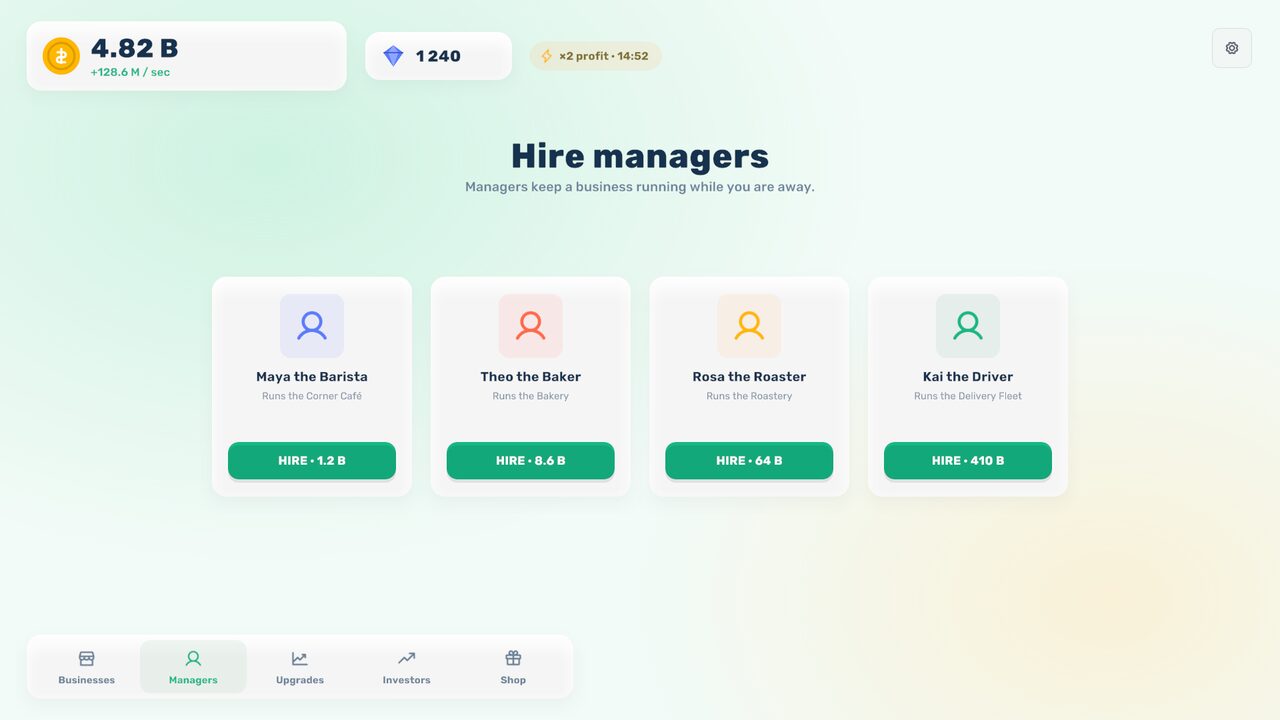 4.82 B
+128.6 M / sec
1 240
×2 profit • 14:52
Hire managers
Managers keep a business running while you are away.
Maya the Barista
Runs the Corner Café
HIRE • 1.2 B
Theo the Baker
Runs the Bakery
HIRE • 8.6 B
Rosa the Roaster
Runs the Roastery
HIRE • 64 B
Kai the Driver
Runs the Delivery Fleet
HIRE • 410 B
Businesses
Managers
Upgrades
Investors
Shop